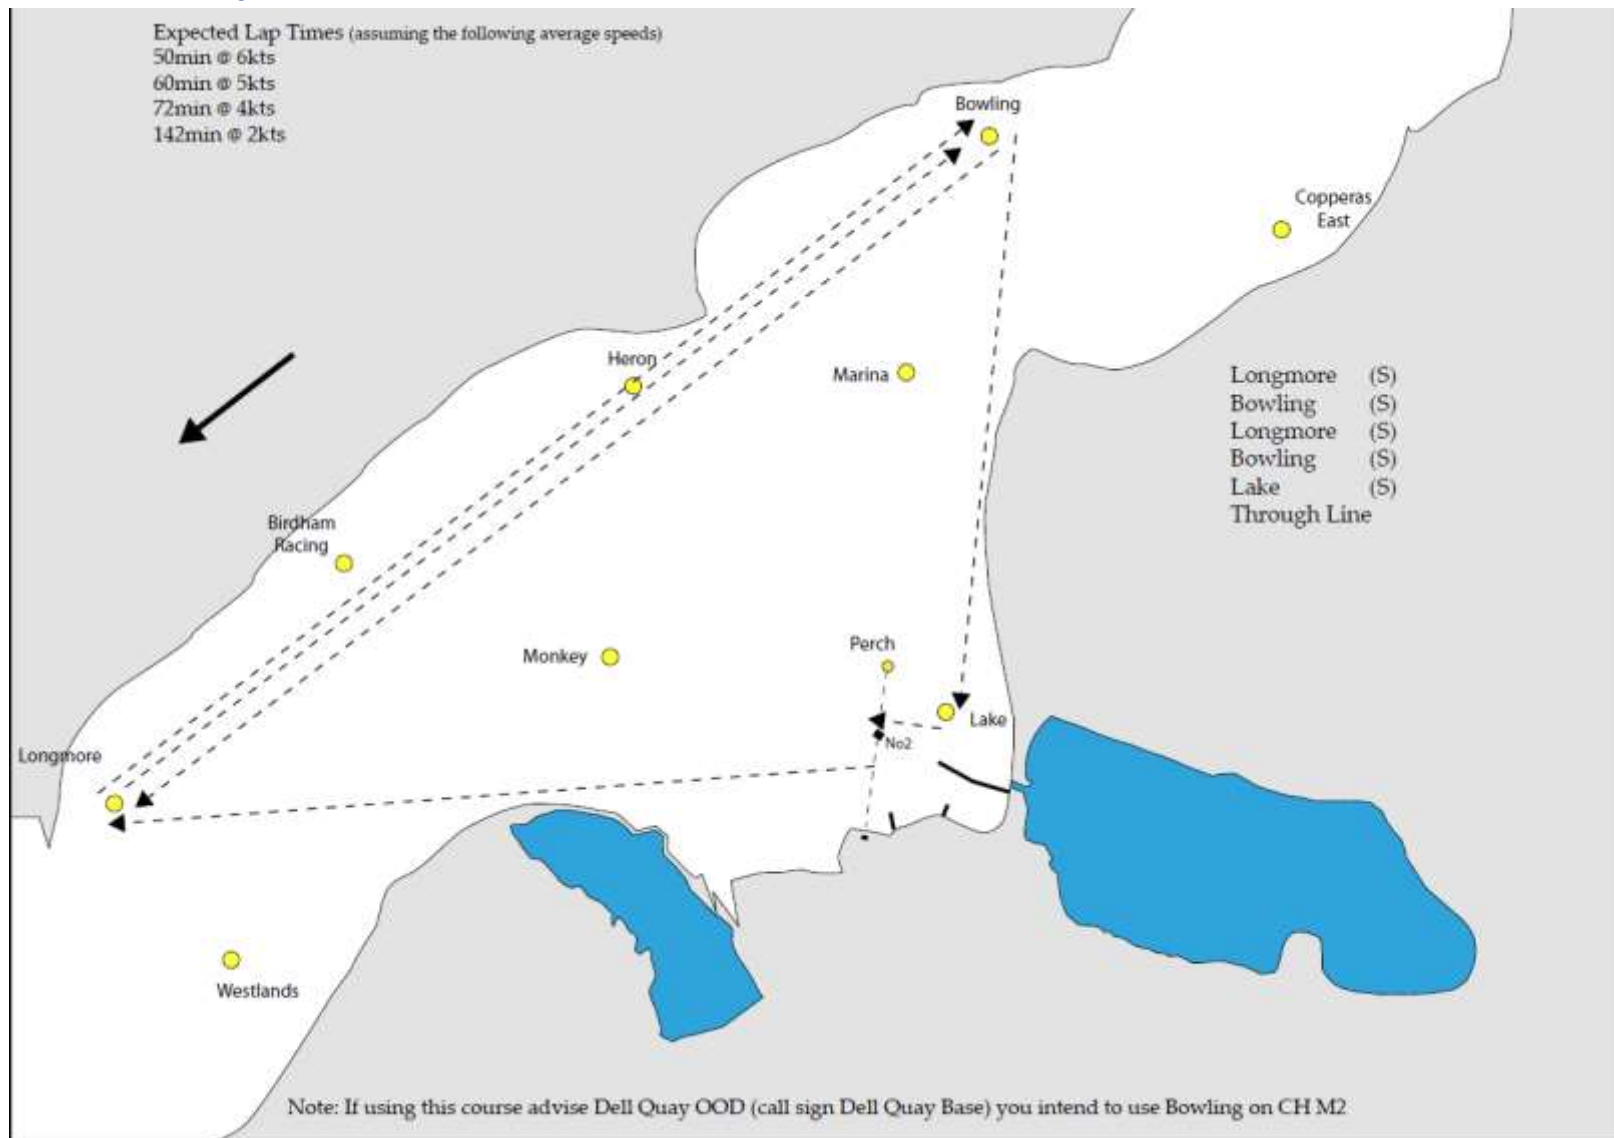 Expected Lap Times (assuming the following average speeds)
50min @ 6kts
60min @ 5kts
72min @ 4kts
142min @ 2kts
Bowling
Copperas
East
Heron
Marina
Longmore (S)
Bowling (S)
Longmore (S)
Bowling (S)
Lake (S)
Through Line
Birdham
Racing
Monkey
Perch
Lake
No2
Longmore
Westlands
Note: If using this course advise Dell Quay OOD (call sign Dell Quay Base) you intend to use Bowling on CH M2